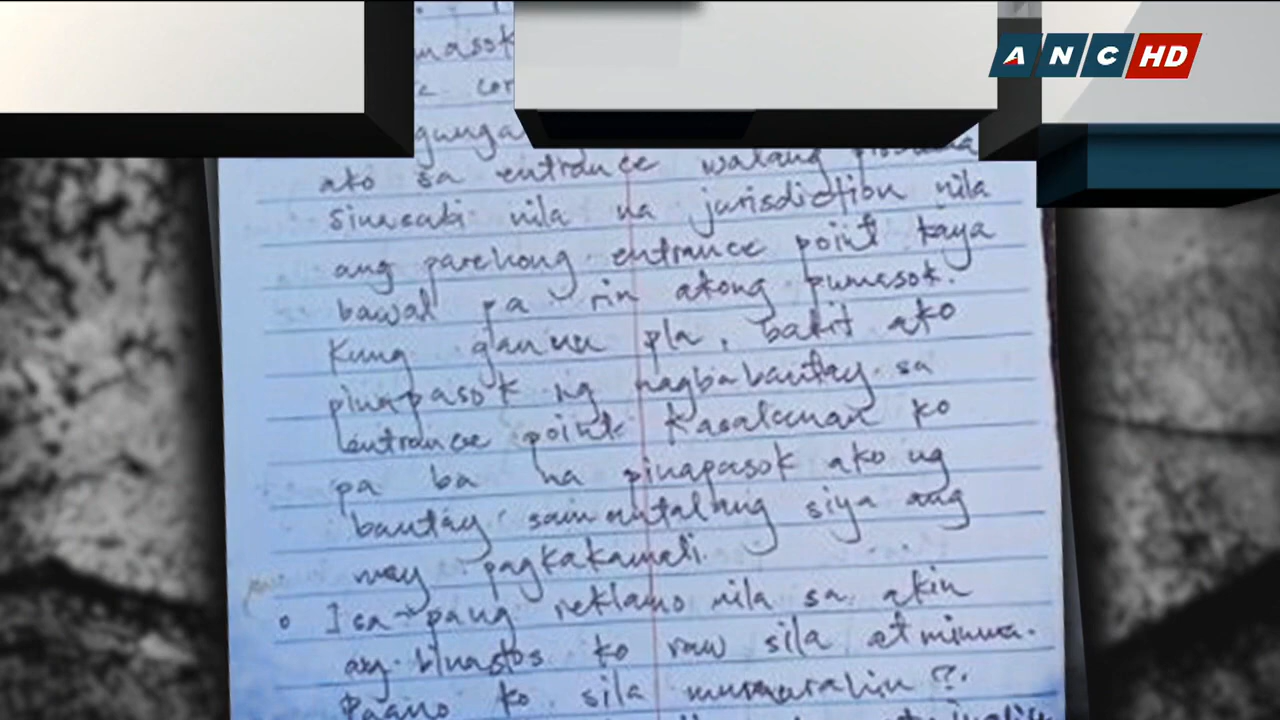 ANC HD
masok
gwuga
ako sa entrance walang
sinasabi nila na jurisdiction nila
ang parehong entrance point kaya
bawal pa rin akong pumasok.
Kung ganun pla, bakit ako
pinapasok ng nagbabantay sa
entrance point Kasalanan ko
pa ba na pinapasok ako ng
bantay samantalang siya ang
may pagkakamali.
Isa pang reklamo nila sa akin
ay binastos ko raw sila at minura.
Paano ko sila mumurahin?